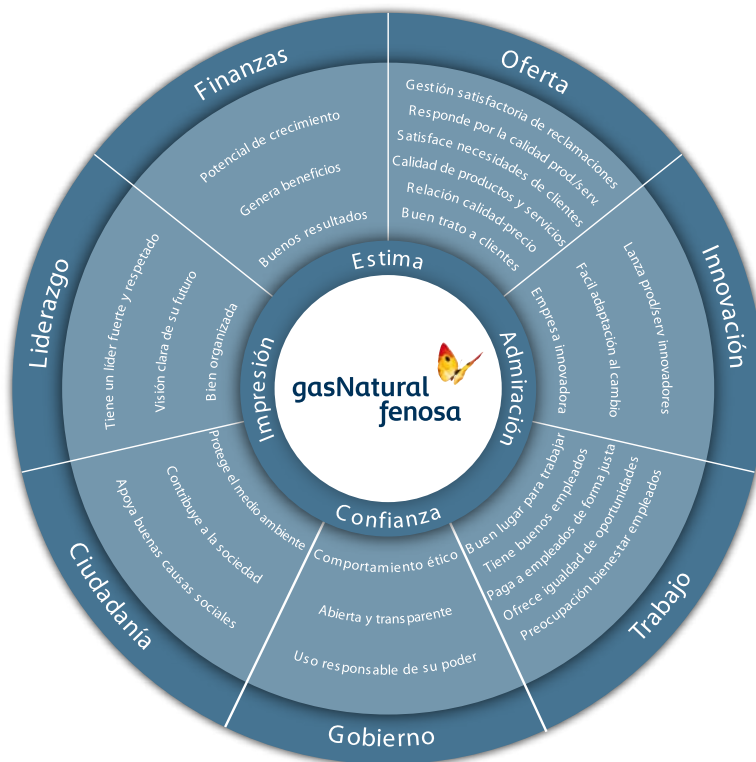 Finanzas
Potencial de crecimiento
Genera beneficios
Buenos resultados
Oferta
Gestión satisfactoria de reclamaciones
Responde por la calidad prod/serv.
Satisface necesidades de clientes
Calidad de productos y servicios
Relación calidad-precio
Buen trato a clientes
Innovación
Lanza prod/serv innovadores
Facil adaptación al cambio
Empresa innovadora
Trabajo
Buen lugar para trabajar
Tiene buenos empleados
Paga a empleados de forma justa
Ofrece igualdad de oportunidades
Preocupación bienestar empleados
Gobierno
Comportamiento ético
Abierta y transparente
Uso responsable de su poder
Ciudadanía
Protege el medio ambiente
Contribuye a la sociedad
Apoya buenas causas sociales
Liderazgo
Tiene un líder fuerte y respetado
Visión clara de su futuro
Bien organizada
Estima
Admiración
Confianza
Impresión
gasNatural
fenosa